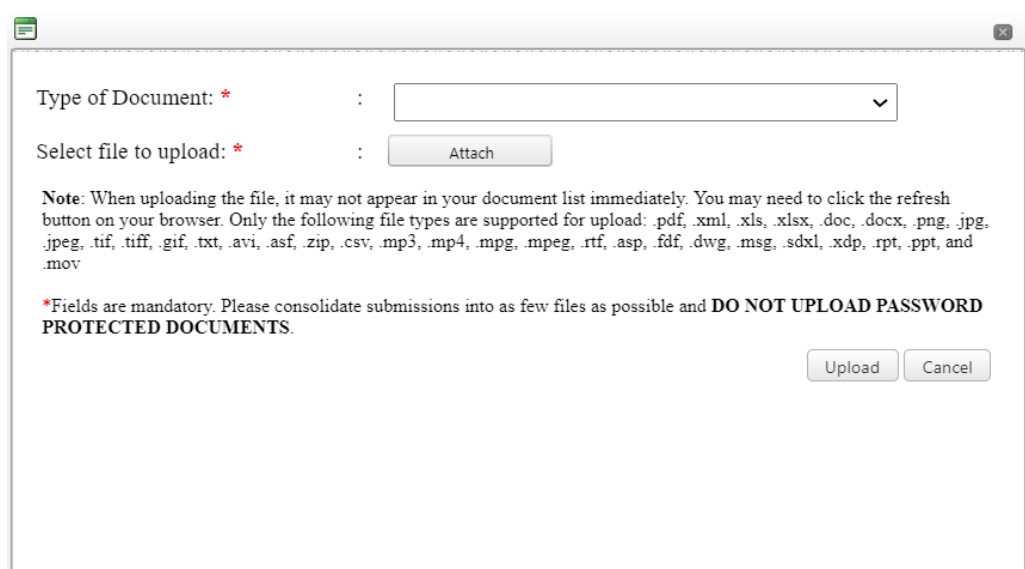 Type of Document: * :
Select file to upload: * : Attach
Note: When uploading the file, it may not appear in your document list immediately. You may need to click the refresh
button on your browser. Only the following file types are supported for upload: .pdf, .xml, .xls, .xlsx, .doc, .docx, .png, .jpg,
.jpeg, .tif, .tiff, .gif, .txt, .avi, .asf, .zip, .csv, .mp3, .mp4, .mpg, .mpeg, .rtf, .asp, .fdf, .dwg, .msg, .sdxl, .xdp, .rpt, .ppt, and
.mov
*Fields are mandatory. Please consolidate submissions into as few files as possible and DO NOT UPLOAD PASSWORD
PROTECTED DOCUMENTS.
Upload Cancel